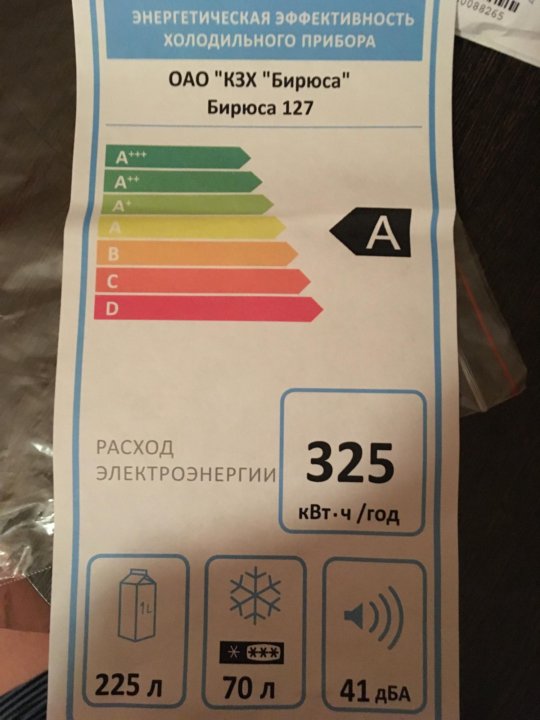 0088265
ЭНЕРГЕТИЧЕСКАЯ ЭФФЕКТИВНОСТЬ
ХОЛОДИЛЬНОГО ПРИБОРА
ОАО "КЗХ "Бирюса"
Бирюса 127
A+++
A++
A+
A
A
B
C
D
РАСХОД
ЭЛЕКТРОЭНЕРГИИ
325
кВт·ч /год
1L
225 л
70 л
41 дБА